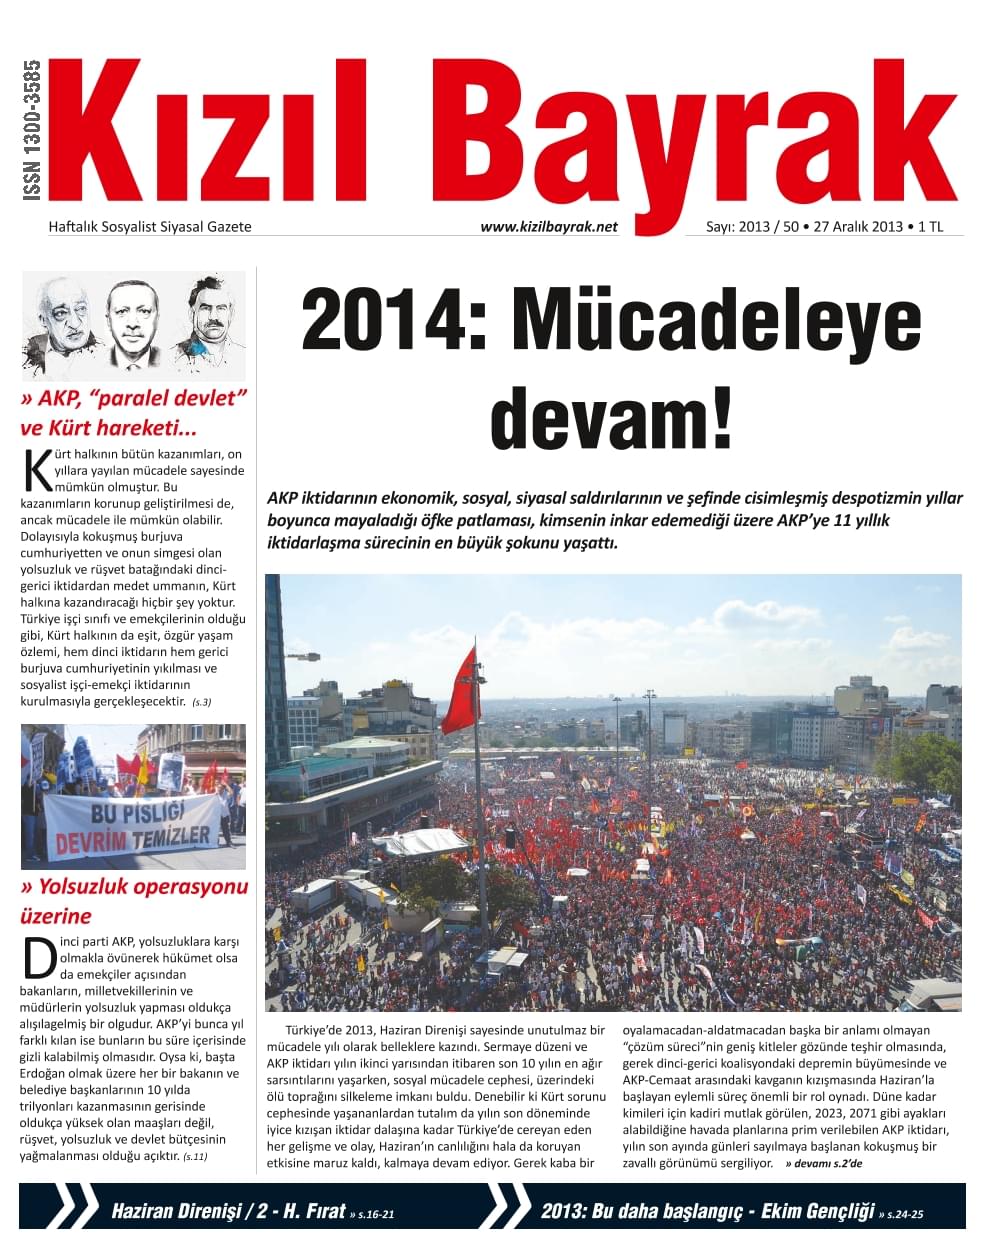 ISSN 1300-3585
Kızıl Bayrak
Haftalık Sosyalist Siyasal Gazete
www.kizilbayrak.net
Sayı: 2013 / 50 • 27 Aralık 2013 • 1 TL
» AKP, “paralel devlet”
ve Kürt hareketi...
Kürt halkının bütün kazanımları, on
yıllara yayılan mücadele sayesinde
mümkün olmuştur. Bu
kazanımların korunup geliştirilmesi de,
ancak mücadele ile mümkün olabilir.
Dolayısıyla kokuşmuş burjuva
cumhuriyetten ve onun simgesi olan
yolsuzluk ve rüşvet batağındaki dinci-
gerici iktidardan medet ummanın, Kürt
halkına kazandıracağı hiçbir şey yoktur.
Türkiye işçi sınıfı ve emekçilerinin olduğu
gibi, Kürt halkının da eşit, özgür yaşam
özlemi, hem dinci iktidarın hem gerici
burjuva cumhuriyetinin yıkılması ve
sosyalist işçi-emekçi iktidarının
kurulmasıyla gerçekleşecektir. (s.3)
BU PİSLİĞİ
DEVRİM TEMİZLER
» Yolsuzluk operasyonu
üzerine
Dinci parti AKP, yolsuzluklara karşı
olmakla övünerek hükümet olsa
da emekçiler açısından
bakanların, milletvekillerinin ve
müdürlerin yolsuzluk yapması oldukça
alışılagelmiş bir olgudur. AKP’yi bunca yıl
farklı kılan ise bunların bu süre içerisinde
gizli kalabilmiş olmasıdır. Oysa ki, başta
Erdoğan olmak üzere her bir bakanın ve
belediye başkanlarının 10 yılda
trilyonları kazanmasının gerisinde
oldukça yüksek olan maaşları değil,
rüşvet, yolsuzluk ve devlet bütçesinin
yağmalanması olduğu açıktır. (s.11)
2014: Mücadeleye
devam!
AKP iktidarının ekonomik, sosyal, siyasal saldırılarının ve şefinde cisimleşmiş despotizmin yıllar
boyunca mayaladığı öfke patlaması, kimsenin inkar edemediği üzere AKP’ye 11 yıllık
iktidarlaşma sürecinin en büyük şokunu yaşattı.
Türkiye’de 2013, Haziran Direnişi sayesinde unutulmaz bir
mücadele yılı olarak belleklere kazındı. Sermaye düzeni ve
AKP iktidarı yılın ikinci yarısından itibaren son 10 yılın en ağır
sarsıntılarını yaşarken, sosyal mücadele cephesi, üzerindeki
ölü toprağını silkeleme imkanı buldu. Denebilir ki Kürt sorunu
cephesinde yaşananlardan tutalım da yılın son döneminde
iyice kızışan iktidar dalaşına kadar Türkiye’de cereyan eden
her gelişme ve olay, Haziran’ın canlılığını hala da koruyan
etkisine maruz kaldı, kalmaya devam ediyor. Gerek kaba bir
oyalamacadan-aldatmacadan başka bir anlamı olmayan
“çözüm süreci”nin geniş kitleler gözünde teşhir olmasında,
gerek dinci-gerici koalisyondaki depremin büyümesinde ve
AKP-Cemaat arasındaki kavganın kızışmasında Haziran’la
başlayan eylemli süreç önemli bir rol oynadı. Düne kadar
kimileri için kadiri mutlak görülen, 2023, 2071 gibi ayakları
alabildiğine havada planlarına prim verilebilen AKP iktidarı,
yılın son ayında günleri sayılmaya başlanan kokuşmuş bir
zavallı görünümü sergiliyor. » devamı s.2’de
Haziran Direnişi / 2 - H. Fırat » s.16-21
2013: Bu daha başlangıç - Ekim Gençliği » s.24-25